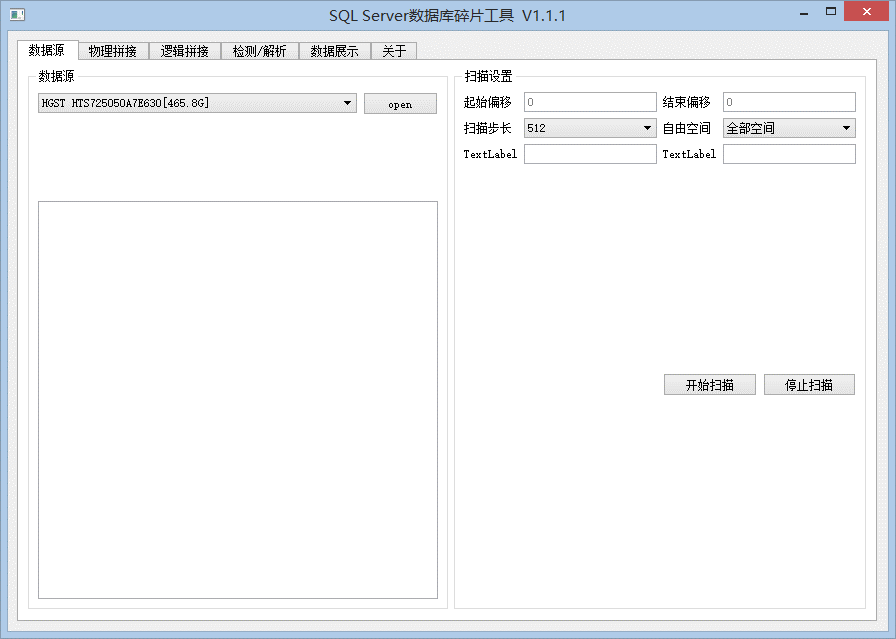 SQL Server数据库碎片工具 V1.1.1
数据源 物理拼接 逻辑拼接 检测/解析 数据展示 关于
数据源
HGST HTS725050A7E630[465.8G] open
扫描设置
起始偏移 0 结束偏移 0
扫描步长 512 自由空间 全部空间
TextLabel TextLabel
开始扫描 停止扫描